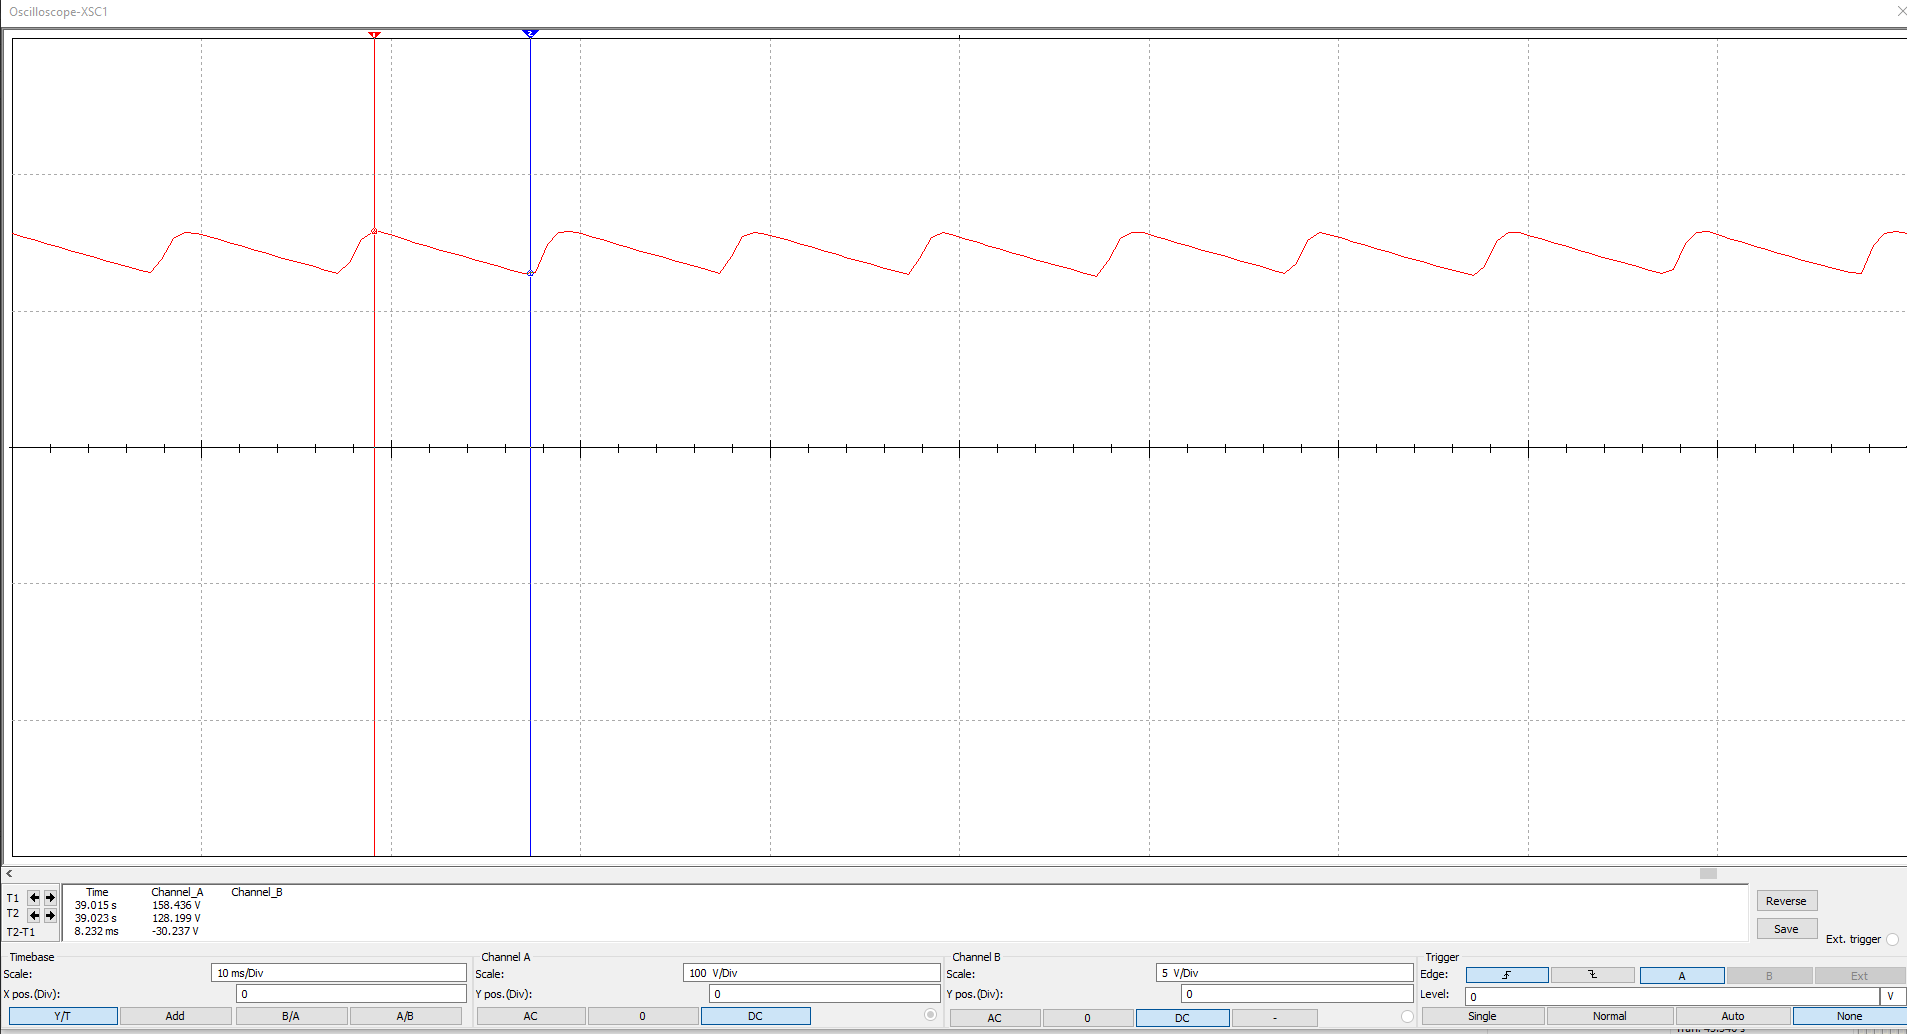 Oscilloscope-XSC1
1
2
Time Channel_A Channel_B
T1 39.015 s 158.436 V
T2 39.023 s 128.199 V
T2-T1 8.232 ms -30.237 V
Reverse
Save
Ext. trigger
Timebase
Scale: 10 ms/Div
X pos.(Div): 0
Y/T Add B/A A/B
Channel A
Scale: 100 V/Div
Y pos.(Div): 0
AC 0 DC
Channel B
Scale: 5 V/Div
Y pos.(Div): 0
AC 0 DC -
Trigger
Edge: A B Ext
Level: 0 V
Single Normal Auto None